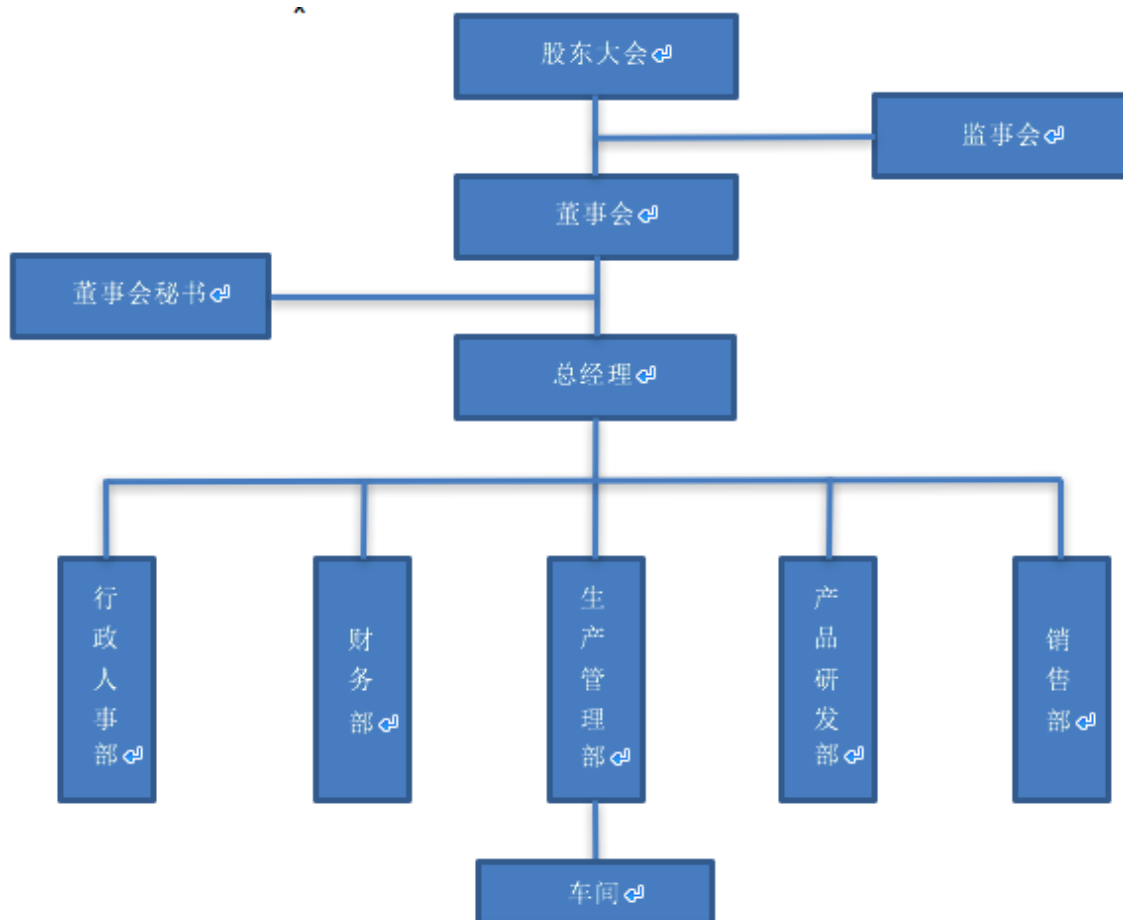 股东大会
监事会
董事会
董事会秘书
总经理
行政人事部
财务部
生产管理部
产品研发部
销售部
车间